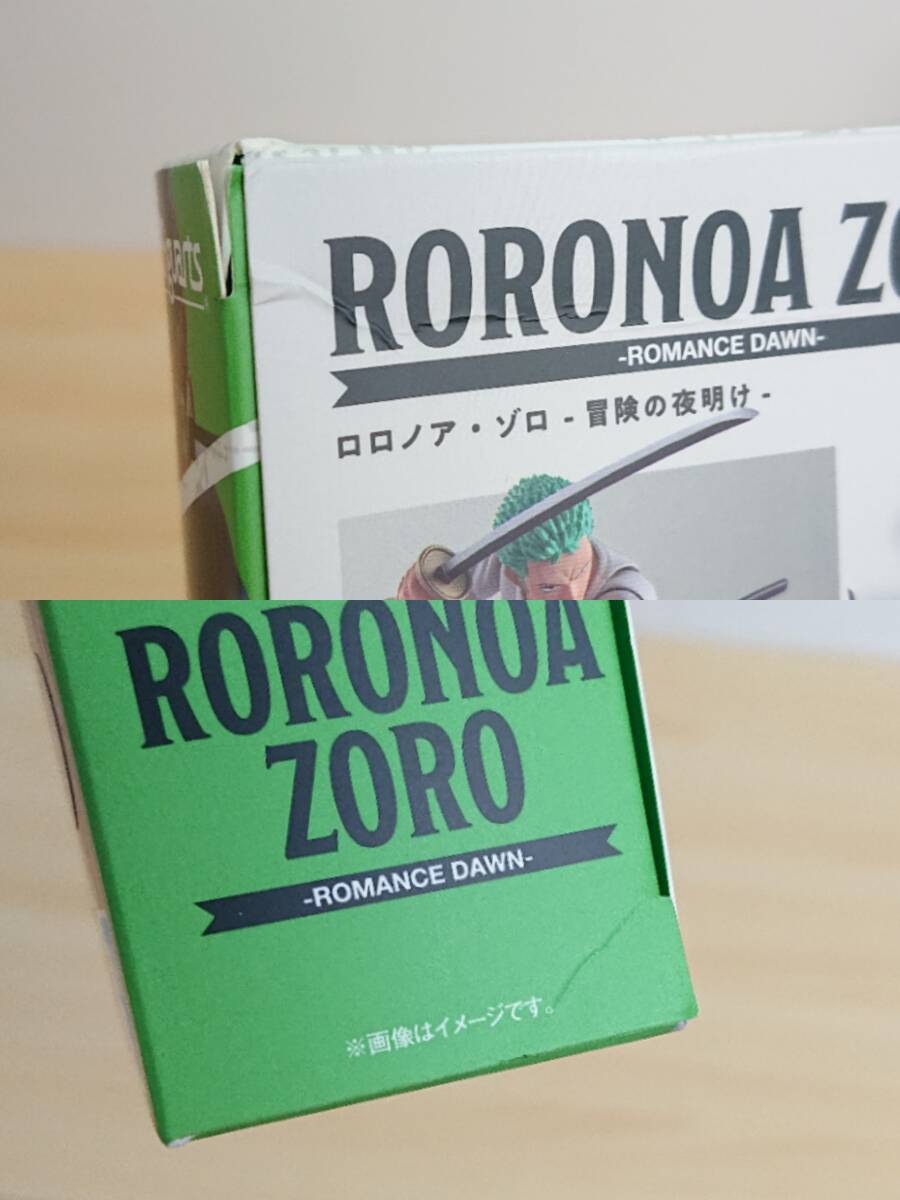 guarts
RORONOA ZO
-ROMANCE DAWN-
ロロノア・ゾロ -冒険の夜明け-
RORONOA
ZORO
-ROMANCE DAWN-
※画像はイメージです。